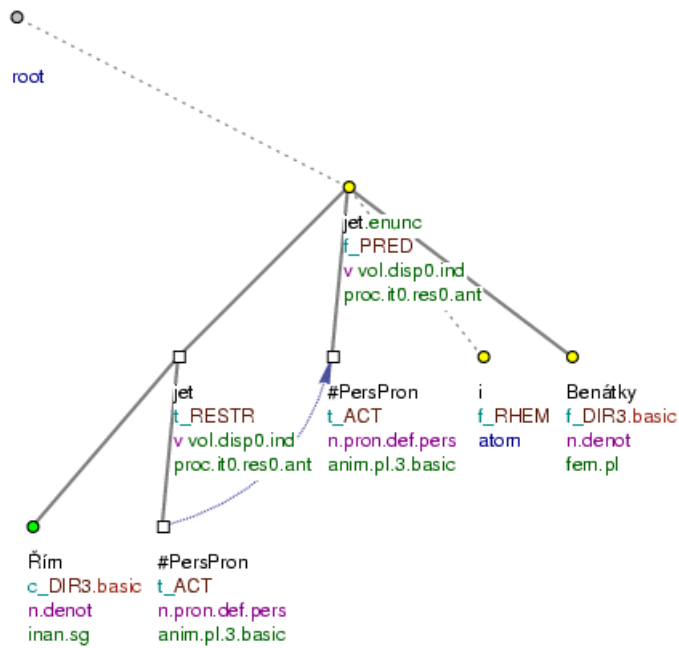 root
jet.enunc
f_PRED
v vol.disp0.ind
proc.it0.res0.ant
jet
t_RESTR
v vol.disp0.ind
proc.it0.res0.ant
#PersPron
t_ACT
n.pron.def.pers
anim.pl.3.basic
i
f_RHEM
atom
Benátky
f_DIR3.basic
n.denot
fem.pl
Řím
c_DIR3.basic
n.denot
inan.sg
#PersPron
t_ACT
n.pron.def.pers
anim.pl.3.basic